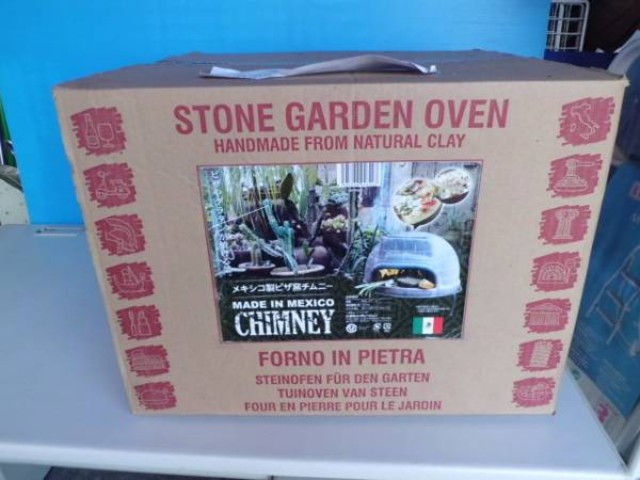 STONE GARDEN OVEN
HANDMADE FROM NATURAL CLAY
メキシコ製ピザ窯チムニー
MADE IN MEXICO
CHIMNEY
FORNO IN PIETRA
STEINOFEN FÜR DEN GARTEN
TUINOVEN VAN STEEN
FOUR EN PIERRE POUR LE JARDIN